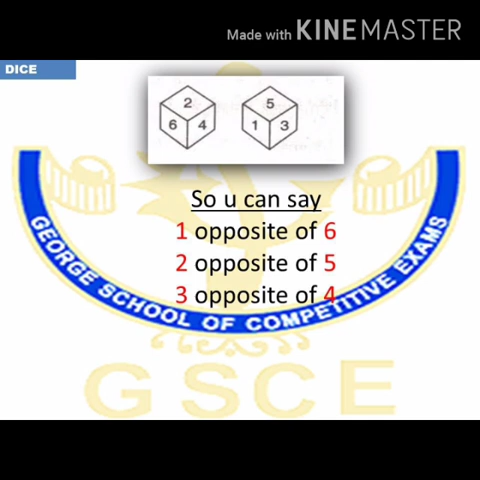 Made with KINEMASTER
DICE
2
6 4
5
1 3
So u can say
1 opposite of 6
2 opposite of 5
3 opposite of 4
GEORGE SCHOOL OF COMPETITIVE EXAMS
GSCE